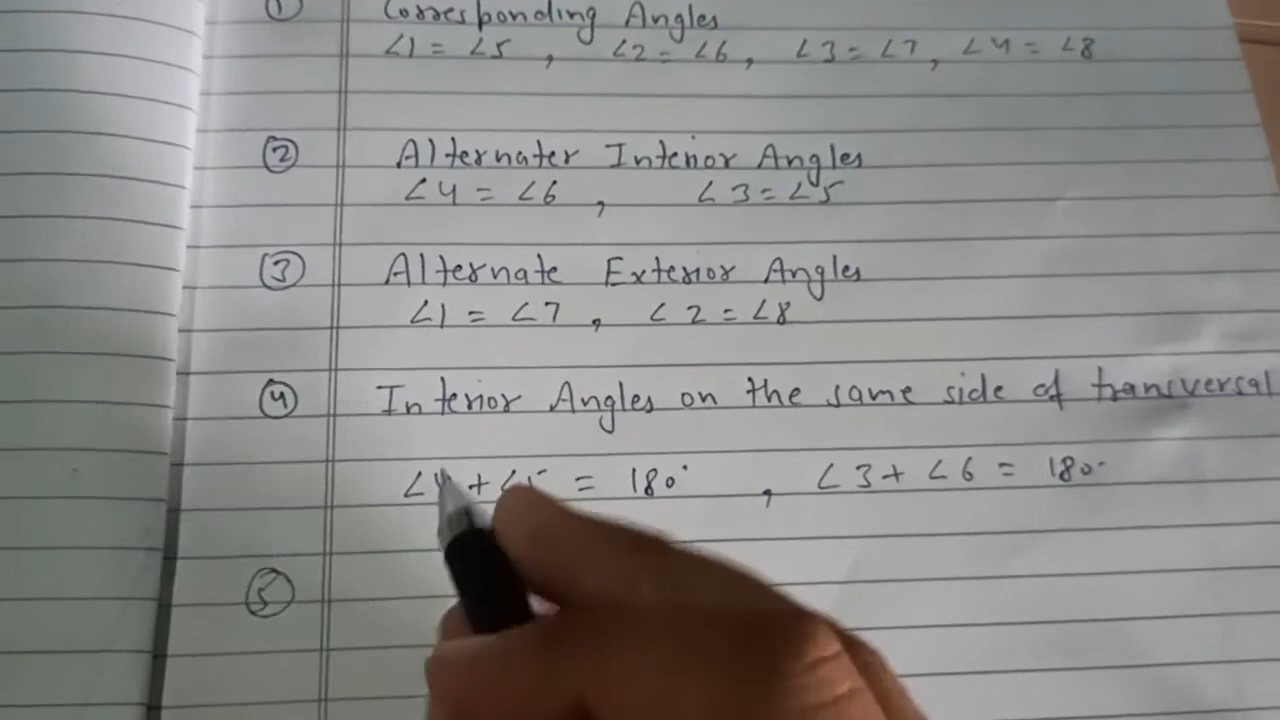 ① Corresponding Angles
∠1 = ∠5 , ∠2 = ∠6, ∠3 = ∠7, ∠4 = ∠8
② Alternater Interior Angles
∠4 = ∠6 , ∠3 = ∠5
③ Alternate Exterior Angles
∠1 = ∠7 , ∠2 = ∠8
④ Interior Angles on the same side of transversal
∠4 + ∠5 = 180° , ∠3 + ∠6 = 180°
⑤